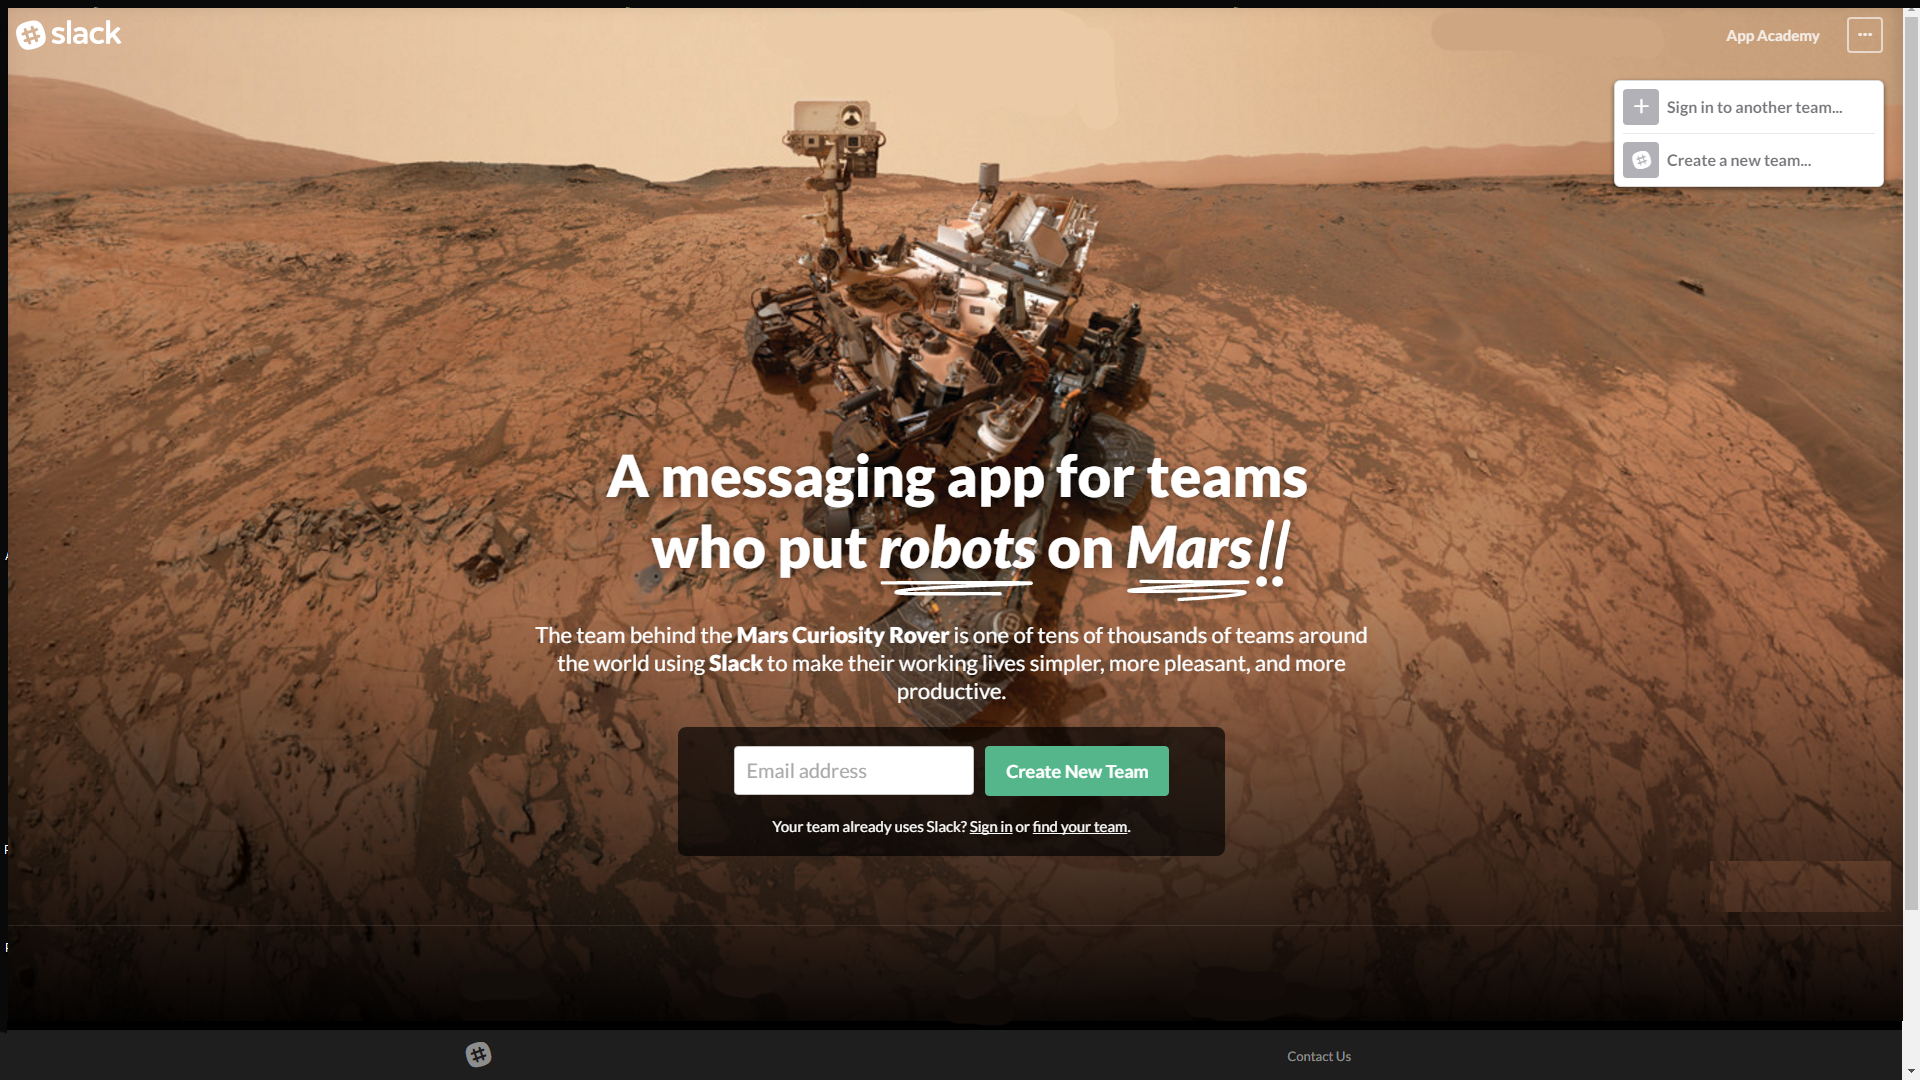 slack
App Academy
Sign in to another team...
Create a new team...
A messaging app for teams
who put robots on Mars!!
The team behind the Mars Curiosity Rover is one of tens of thousands of teams around
the world using Slack to make their working lives simpler, more pleasant, and more
productive.
Email address
Create New Team
Your team already uses Slack? Sign in or find your team.
Contact Us